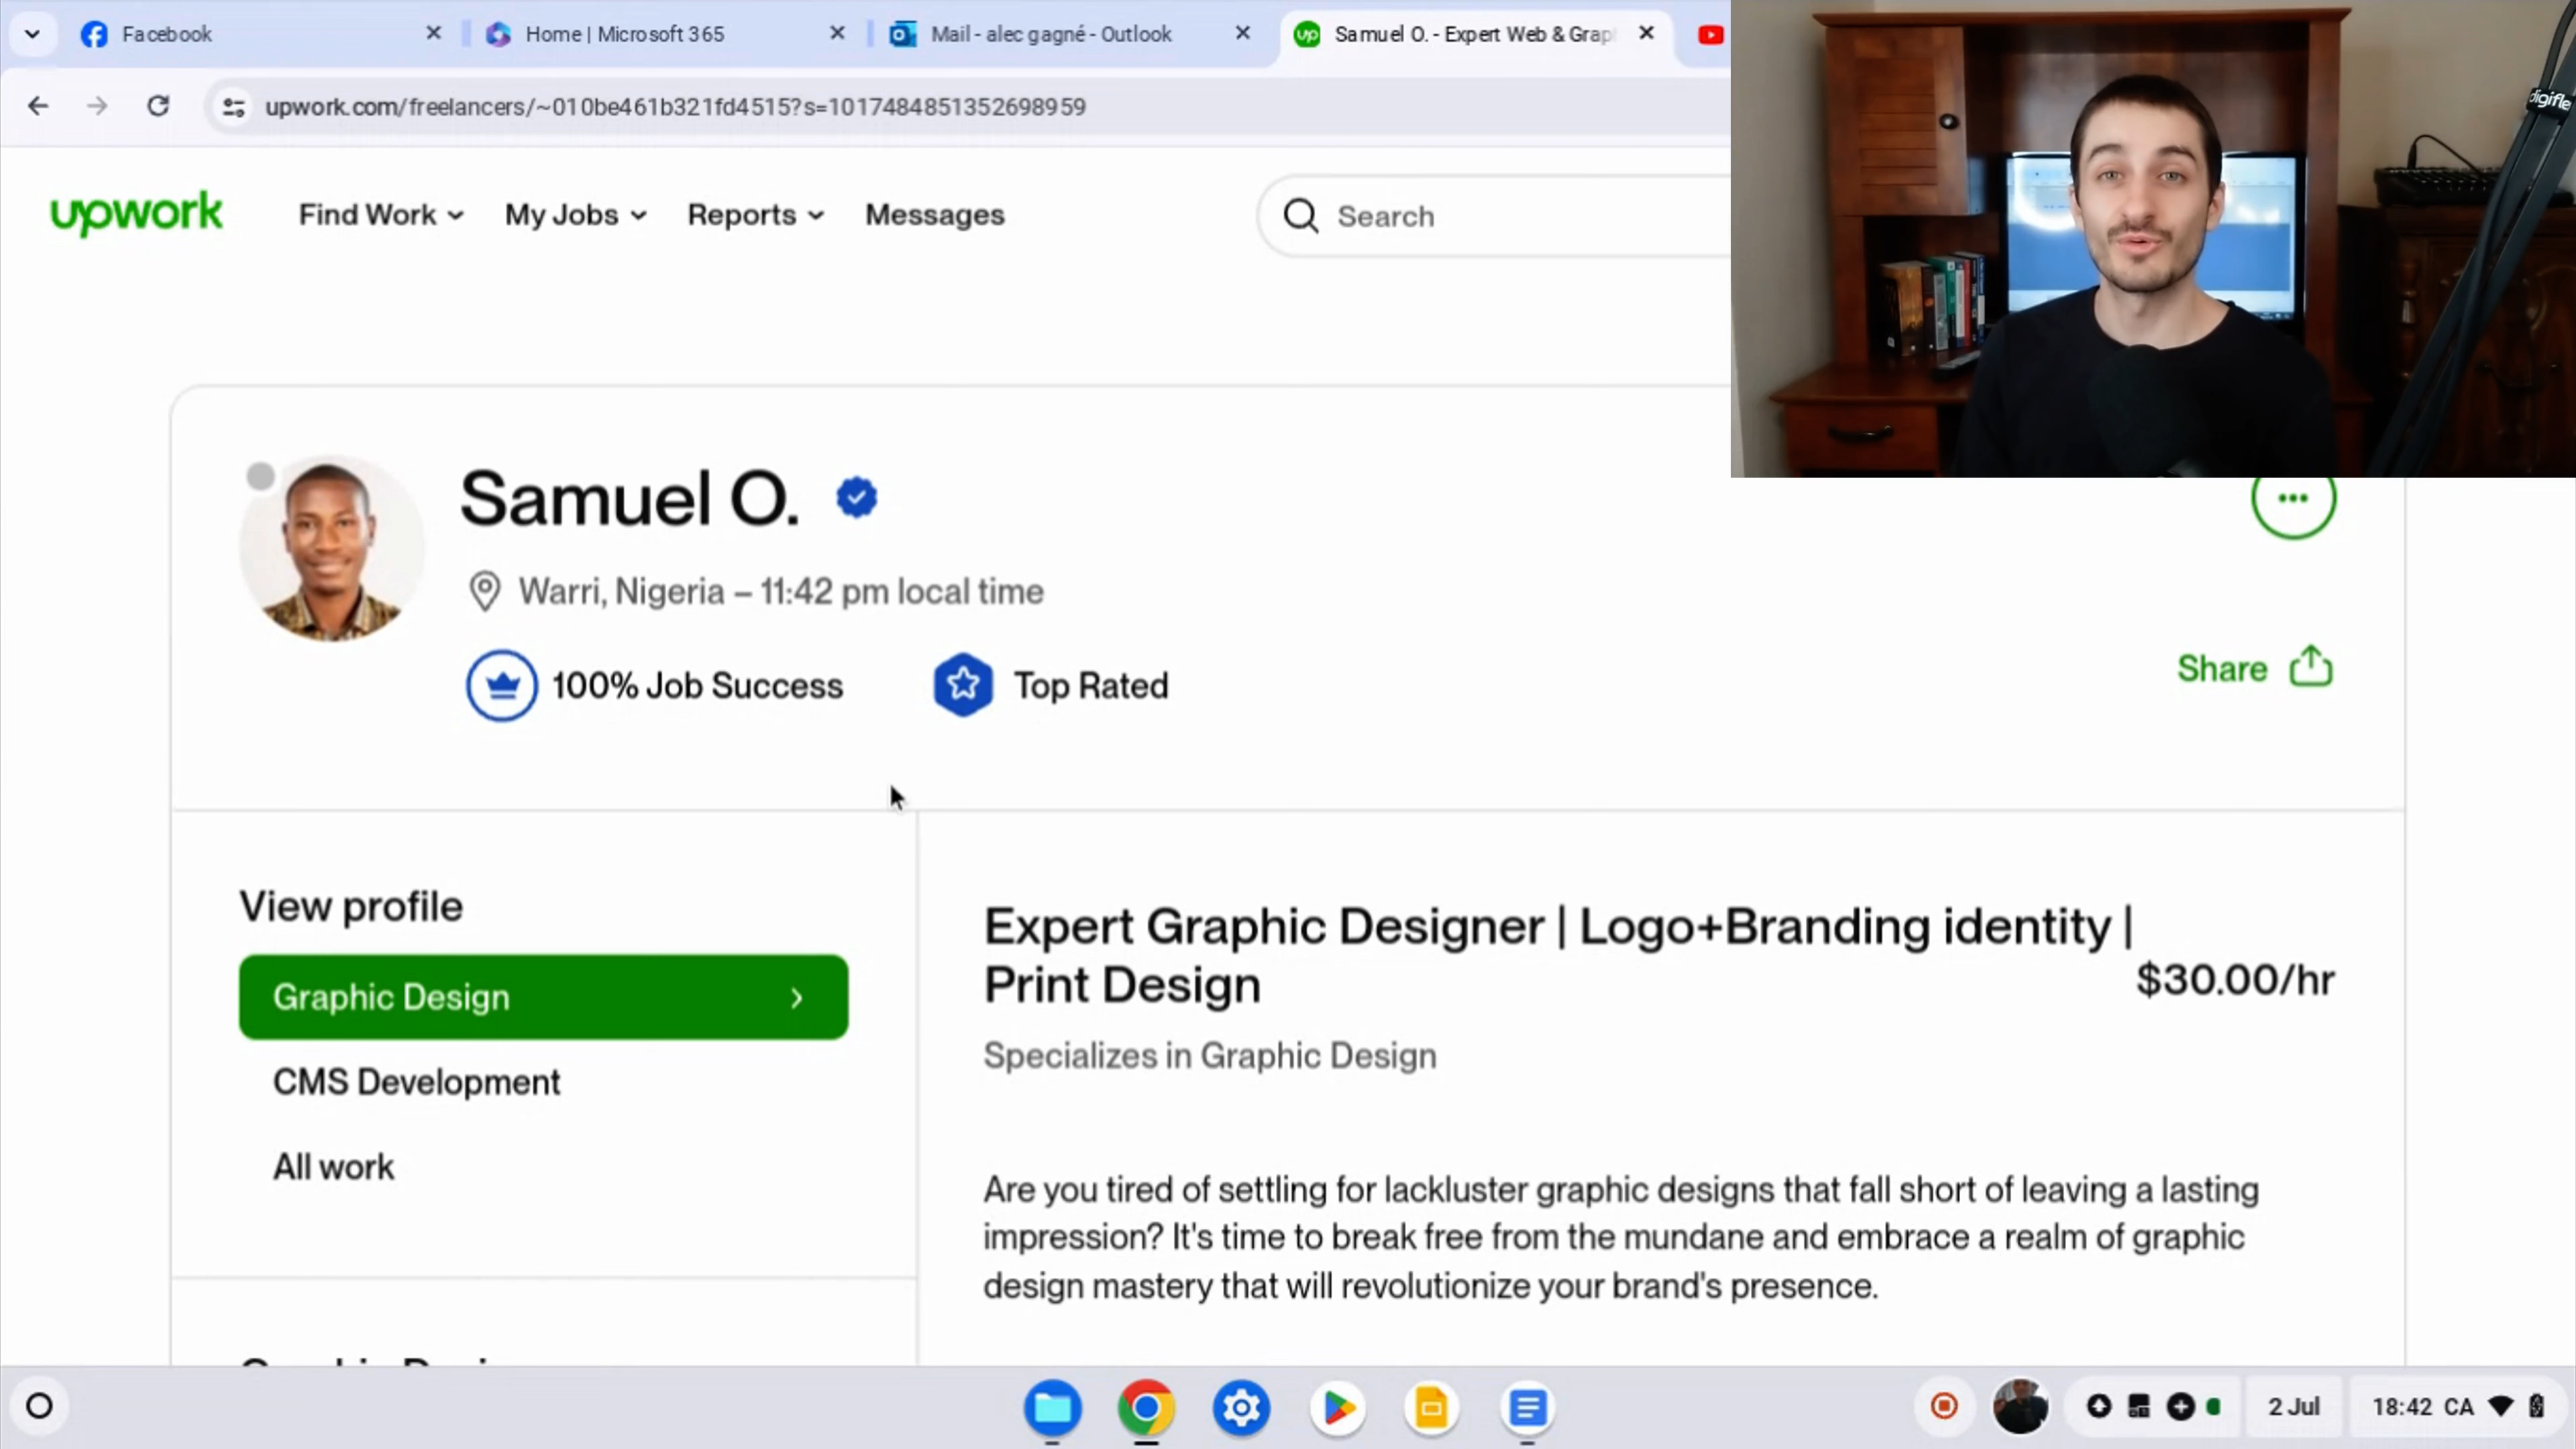 Facebook
Home | Microsoft 365
Mail - alec gagné - Outlook
Samuel O. - Expert Web & Grap
upwork.com/freelancers/~010be461b321fd4515?s=1017484851352698959
upwork
Find Work
My Jobs
Reports
Messages
Search
digifle
Samuel O.
Warri, Nigeria – 11:42 pm local time
100% Job Success
Top Rated
Share
View profile
Graphic Design
CMS Development
All work
Expert Graphic Designer | Logo+Branding identity |
Print Design
$30.00/hr
Specializes in Graphic Design
Are you tired of settling for lackluster graphic designs that fall short of leaving a lasting
impression? It's time to break free from the mundane and embrace a realm of graphic
design mastery that will revolutionize your brand's presence.
2 Jul
18:42 CA